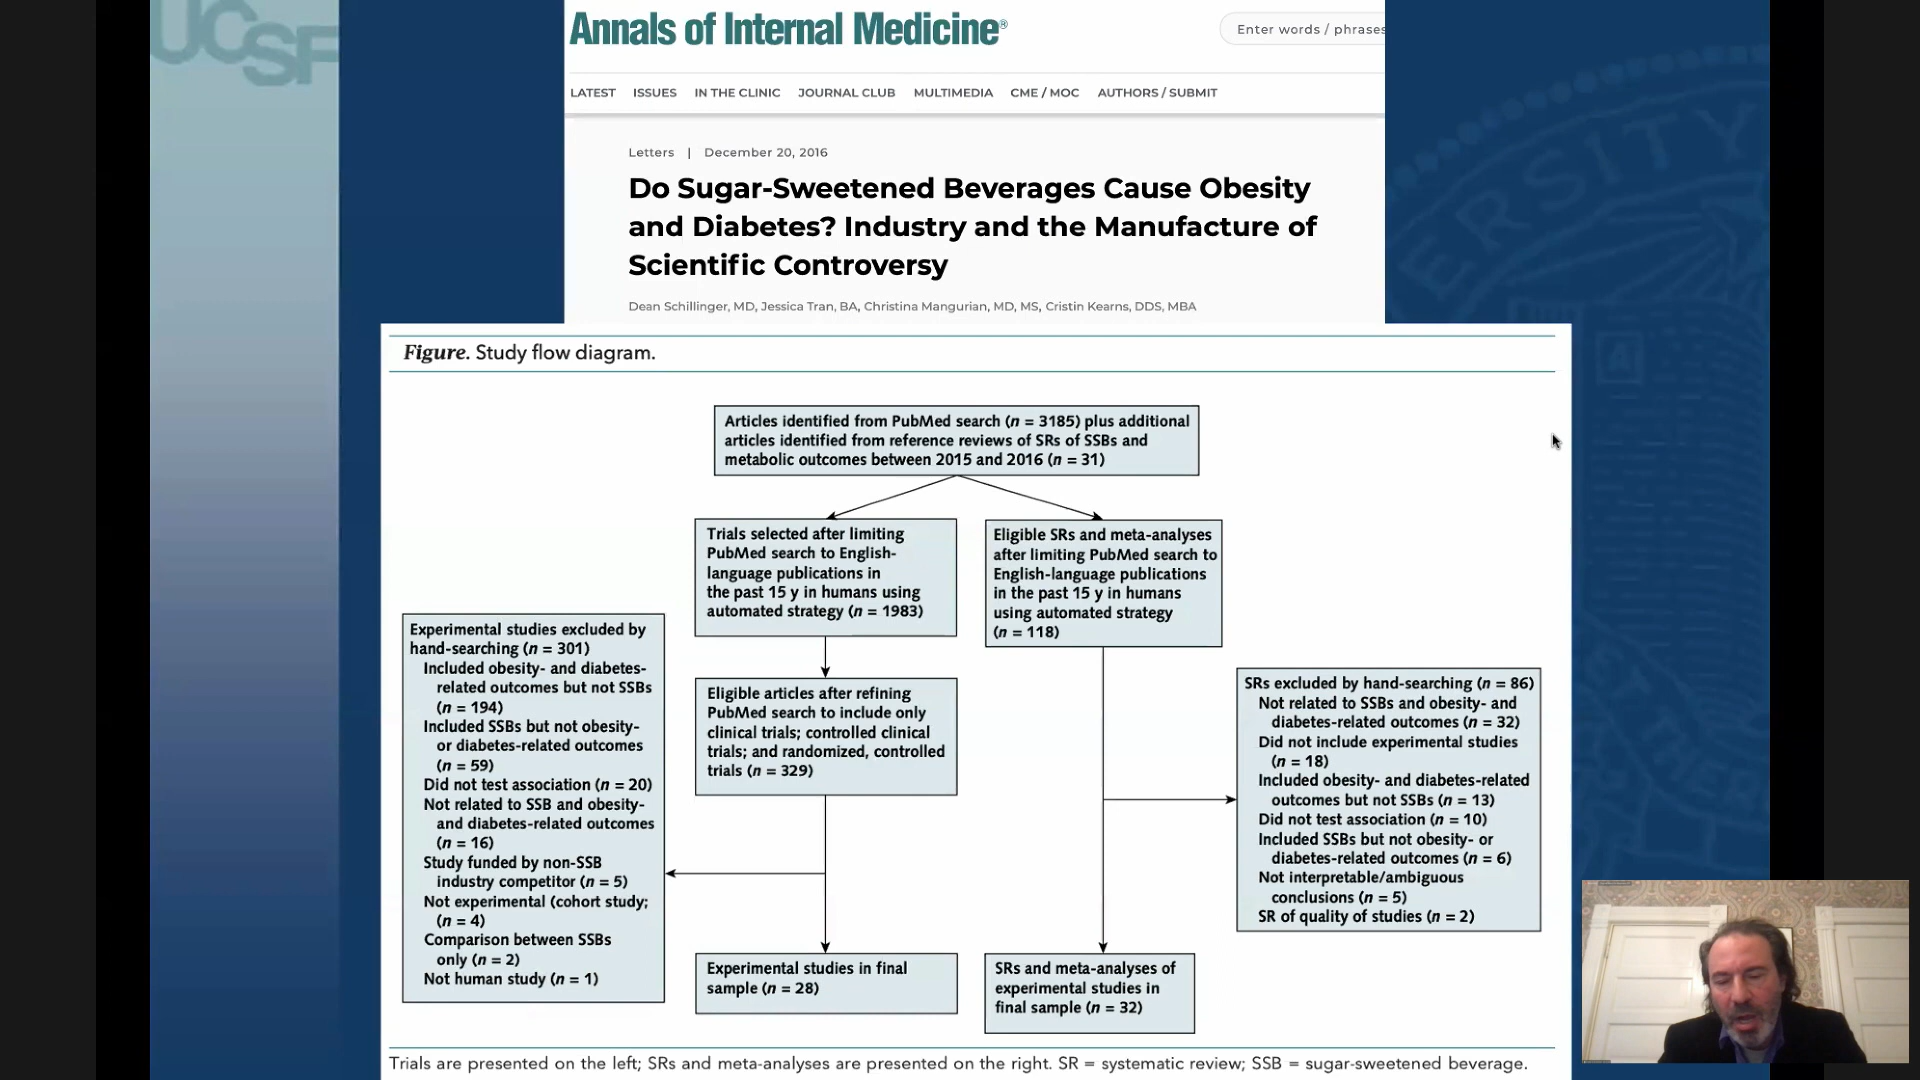 UCSF
Annals of Internal Medicine®
Enter words / phrases
LATEST ISSUES IN THE CLINIC JOURNAL CLUB MULTIMEDIA CME / MOC AUTHORS / SUBMIT
Letters | December 20, 2016
Do Sugar-Sweetened Beverages Cause Obesity
and Diabetes? Industry and the Manufacture of
Scientific Controversy
Dean Schillinger, MD, Jessica Tran, BA, Christina Mangurian, MD, MS, Cristin Kearns, DDS, MBA
Figure. Study flow diagram.
Articles identified from PubMed search (n = 3185) plus additional
articles identified from reference reviews of SRs of SSBs and
metabolic outcomes between 2015 and 2016 (n = 31)
Trials selected after limiting
PubMed search to English-
language publications in
the past 15 y in humans using
automated strategy (n = 1983)
Eligible SRs and meta-analyses
after limiting PubMed search to
English-language publications
in the past 15 y in humans
using automated strategy
(n = 118)
Experimental studies excluded by
hand-searching (n = 301)
Included obesity- and diabetes-
related outcomes but not SSBs
(n = 194)
Included SSBs but not obesity-
or diabetes-related outcomes
(n = 59)
Did not test association (n = 20)
Not related to SSB and obesity-
and diabetes-related outcomes
(n = 16)
Study funded by non-SSB
industry competitor (n = 5)
Not experimental (cohort study;
(n = 4)
Comparison between SSBs
only (n = 2)
Not human study (n = 1)
Eligible articles after refining
PubMed search to include only
clinical trials; controlled clinical
trials; and randomized, controlled
trials (n = 329)
SRs excluded by hand-searching (n = 86)
Not related to SSBs and obesity- and
diabetes-related outcomes (n = 32)
Did not include experimental studies
(n = 18)
Included obesity- and diabetes-related
outcomes but not SSBs (n = 13)
Did not test association (n = 10)
Included SSBs but not obesity- or
diabetes-related outcomes (n = 6)
Not interpretable/ambiguous
conclusions (n = 5)
SR of quality of studies (n = 2)
Experimental studies in final
sample (n = 28)
SRs and meta-analyses of
experimental studies in
final sample (n = 32)
Trials are presented on the left; SRs and meta-analyses are presented on the right. SR = systematic review; SSB = sugar-sweetened beverage.